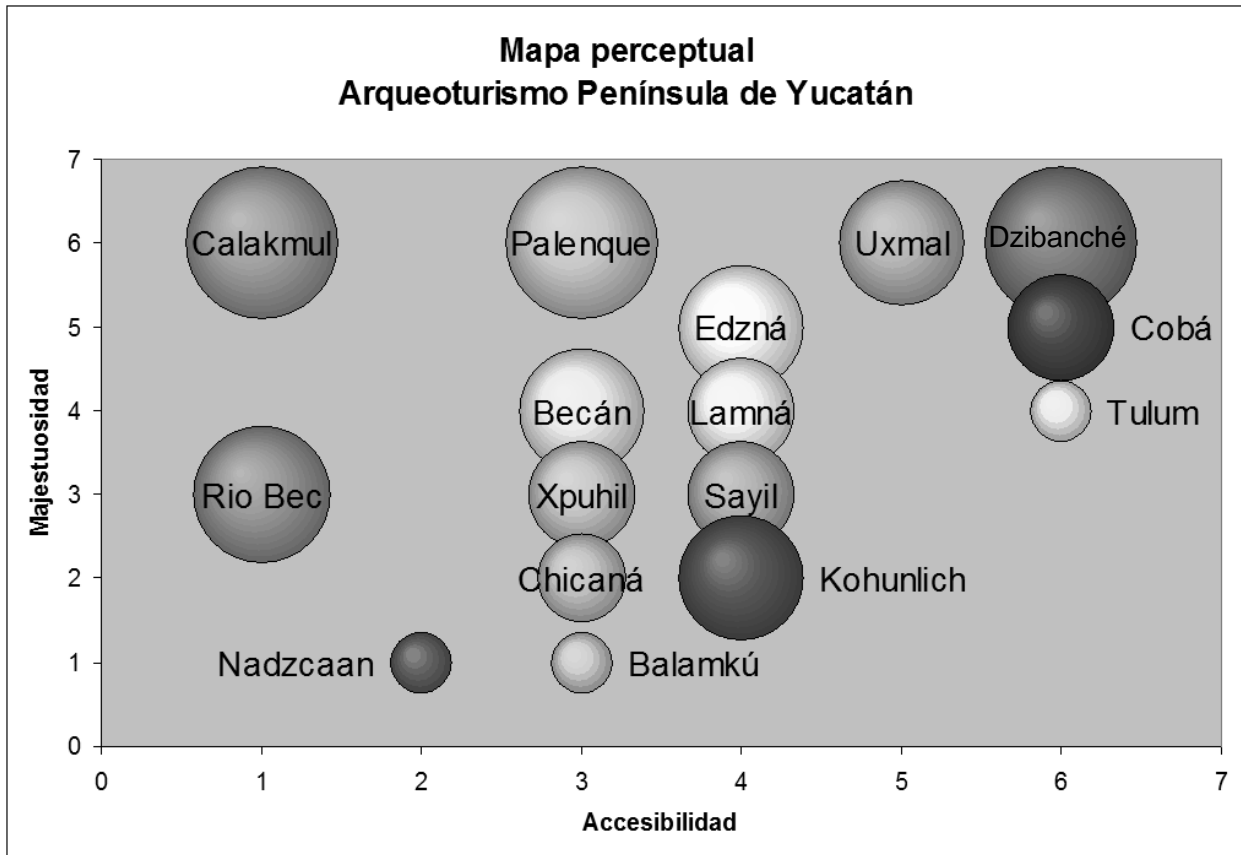 Mapa perceptual
Arqueoturismo Península de Yucatán
Majestuosidad
7
6
5
4
3
2
1
0
Calakmul
Palenque
Uxmal
Dzibanché
Edzná
Cobá
Becán
Lamná
Tulum
Rio Bec
Xpuhil
Sayil
Chicaná
Kohunlich
Nadzcaan
Balamkú
0 1 2 3 4 5 6 7
Accesibilidad